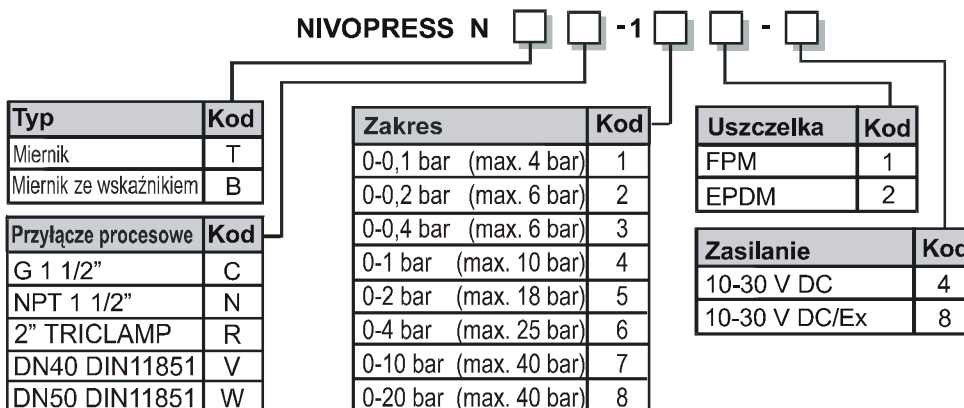 NIVOPRESS N -1 -
Typ Kod
Miernik T
Miernik ze wskaźnikiem B
Przyłącze procesowe Kod
G 1 1/2” C
NPT 1 1/2” N
2” TRICLAMP R
DN40 DIN11851 V
DN50 DIN11851 W
Zakres Kod
0-0,1 bar (max. 4 bar) 1
0-0,2 bar (max. 6 bar) 2
0-0,4 bar (max. 6 bar) 3
0-1 bar (max. 10 bar) 4
0-2 bar (max. 18 bar) 5
0-4 bar (max. 25 bar) 6
0-10 bar (max. 40 bar) 7
0-20 bar (max. 40 bar) 8
Uszczelka Kod
FPM 1
EPDM 2
Zasilanie Kod
10-30 V DC 4
10-30 V DC/Ex 8